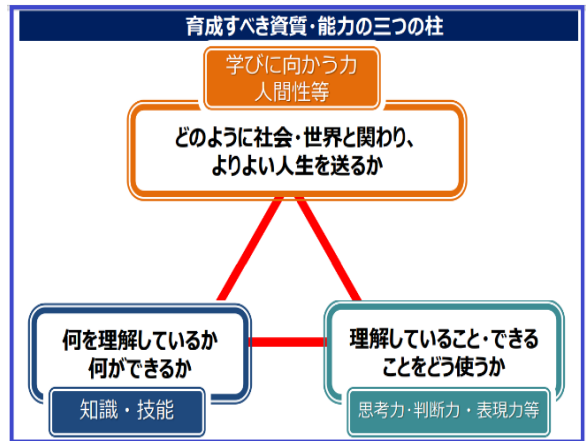 育成すべき資質・能力の三つの柱
学びに向かう力
人間性等
どのように社会・世界と関わり、
よりよい人生を送るか
何を理解しているか
何ができるか
知識・技能
理解していること・できる
ことをどう使うか
思考力・判断力・表現力等